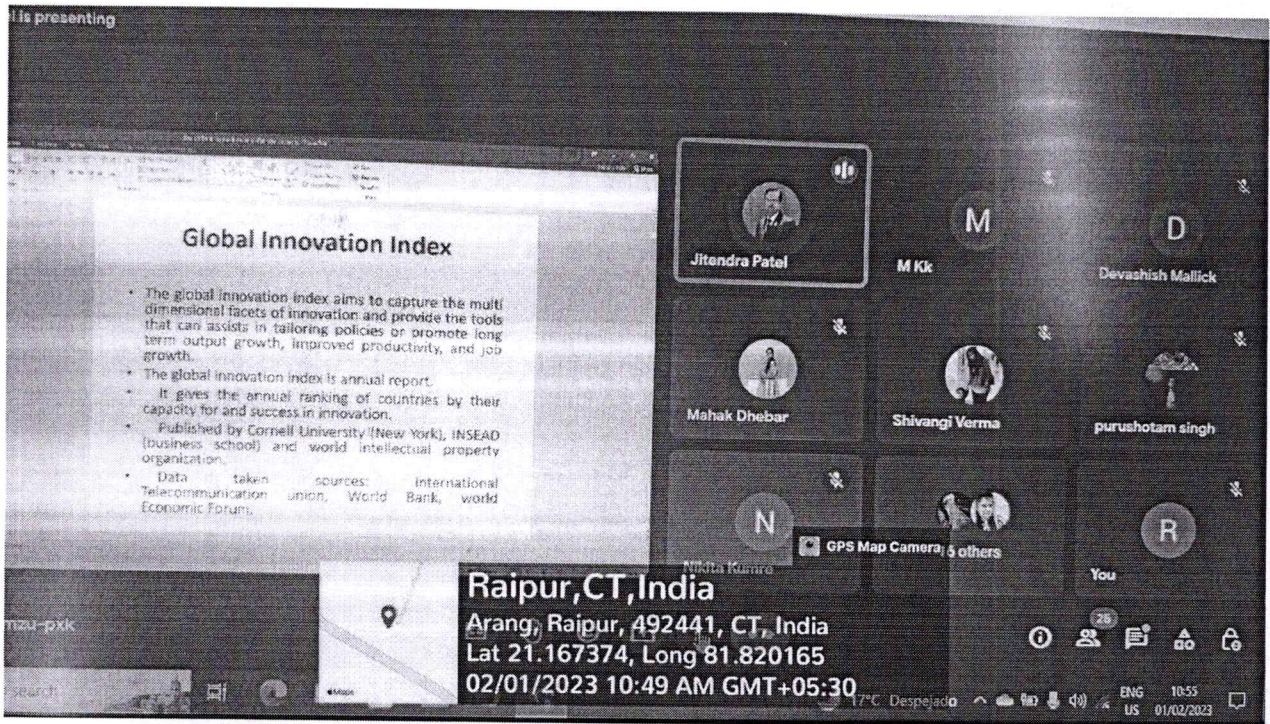 l is presenting
Global Innovation Index
• The global innovation index aims to capture the multi
dimensional facets of innovation and provide the tools
that can assists in tailoring policies or promote long
term output growth, improved productivity, and job
growth.
• The global innovation index is annual report.
• It gives the annual ranking of countries by their
capacity for and success in innovation.
• Published by Cornell University (New York), INSEAD
(business school) and world intellectual property
organization.
• Data taken sources: International
Telecommunication union, World Bank, world
Economic Forum.
Jitendra Patel
M
M Kk
D
Devashish Mallick
Mahak Dhebar
Shivangi Verma
purushotam singh
N
Nikita Kumre
GPS Map Camera
5 others
R
You
Raipur,CT,India
Arang, Raipur, 492441, CT, India
Lat 21.167374, Long 81.820165
02/01/2023 10:49 AM GMT+05:30
Maps
mzu-pxk
search
17°C Despejado
ENG
US
10:55
01/02/2023